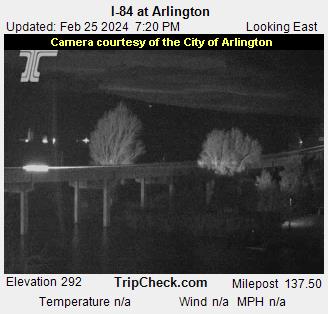 I-84 at Arlington
Updated: Feb 25 2024 7:20 PM Looking East
Camera courtesy of the City of Arlington
Elevation 292 TripCheck.com Milepost 137.50
Temperature n/a Wind n/a MPH n/a